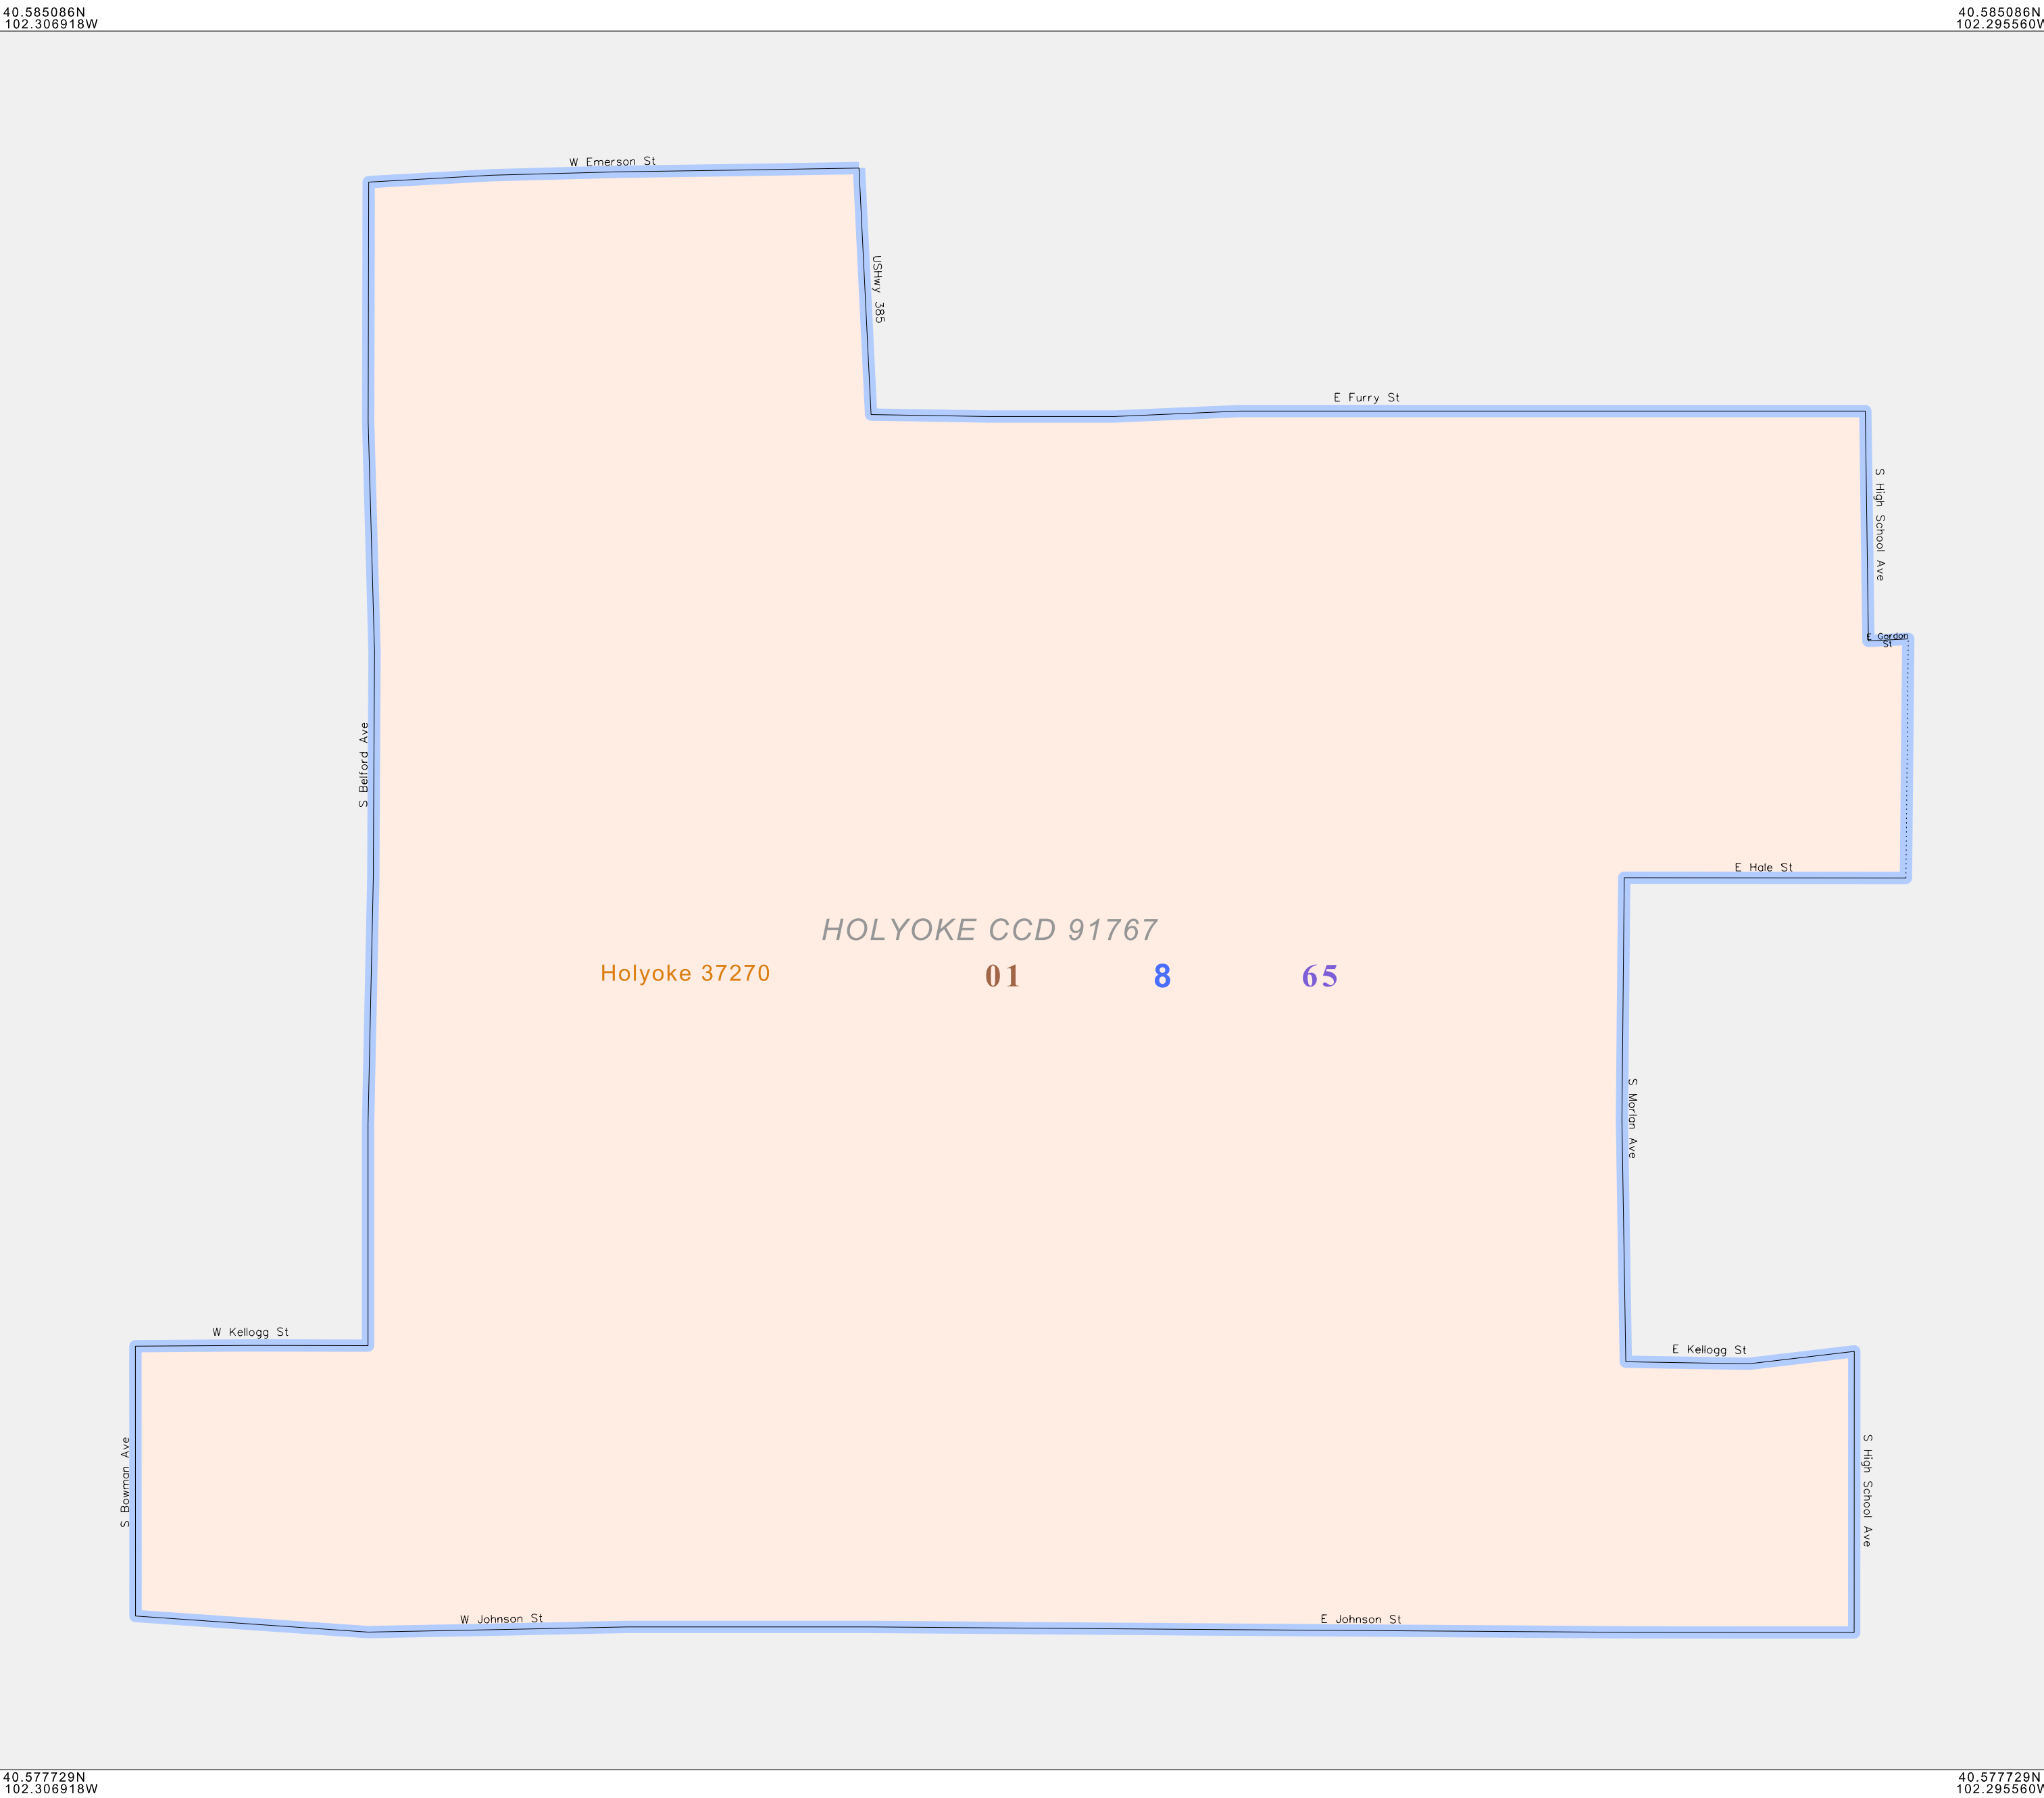 40.585086N
102.306918W
40.585086N
102.295560W
W Emerson St
USHwy 385
E Furry St
S High School Ave
E Gordon
St
S Belford Ave
E Hale St
HOLYOKE CCD 91767
Holyoke 37270
01
8
65
S Morlan Ave
W Kellogg St
E Kellogg St
S Bowman Ave
S High School Ave
W Johnson St
E Johnson St
40.577729N
102.306918W
40.577729N
102.295560W